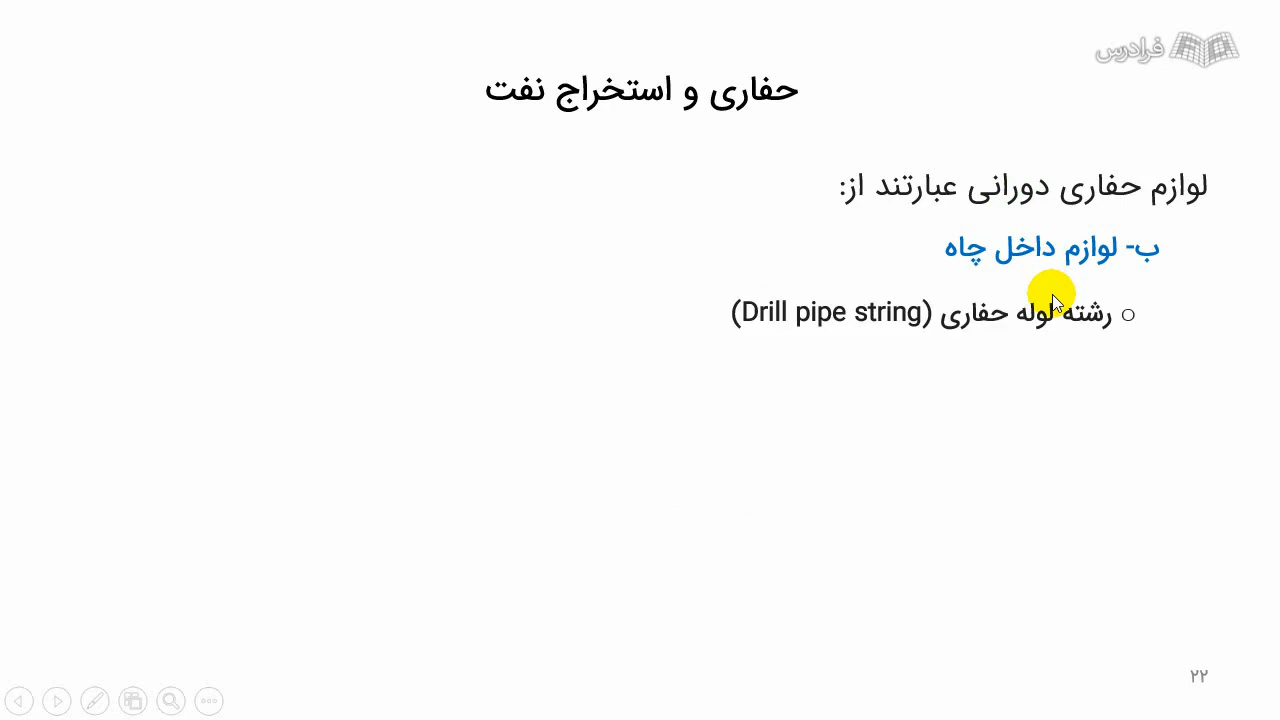 فرادرس
حفاری و استخراج نفت
لوازم حفاری دورانی عبارتند از:
ب- لوازم داخل چاه
○ رشته لوله حفاری (Drill pipe string)
۲۲